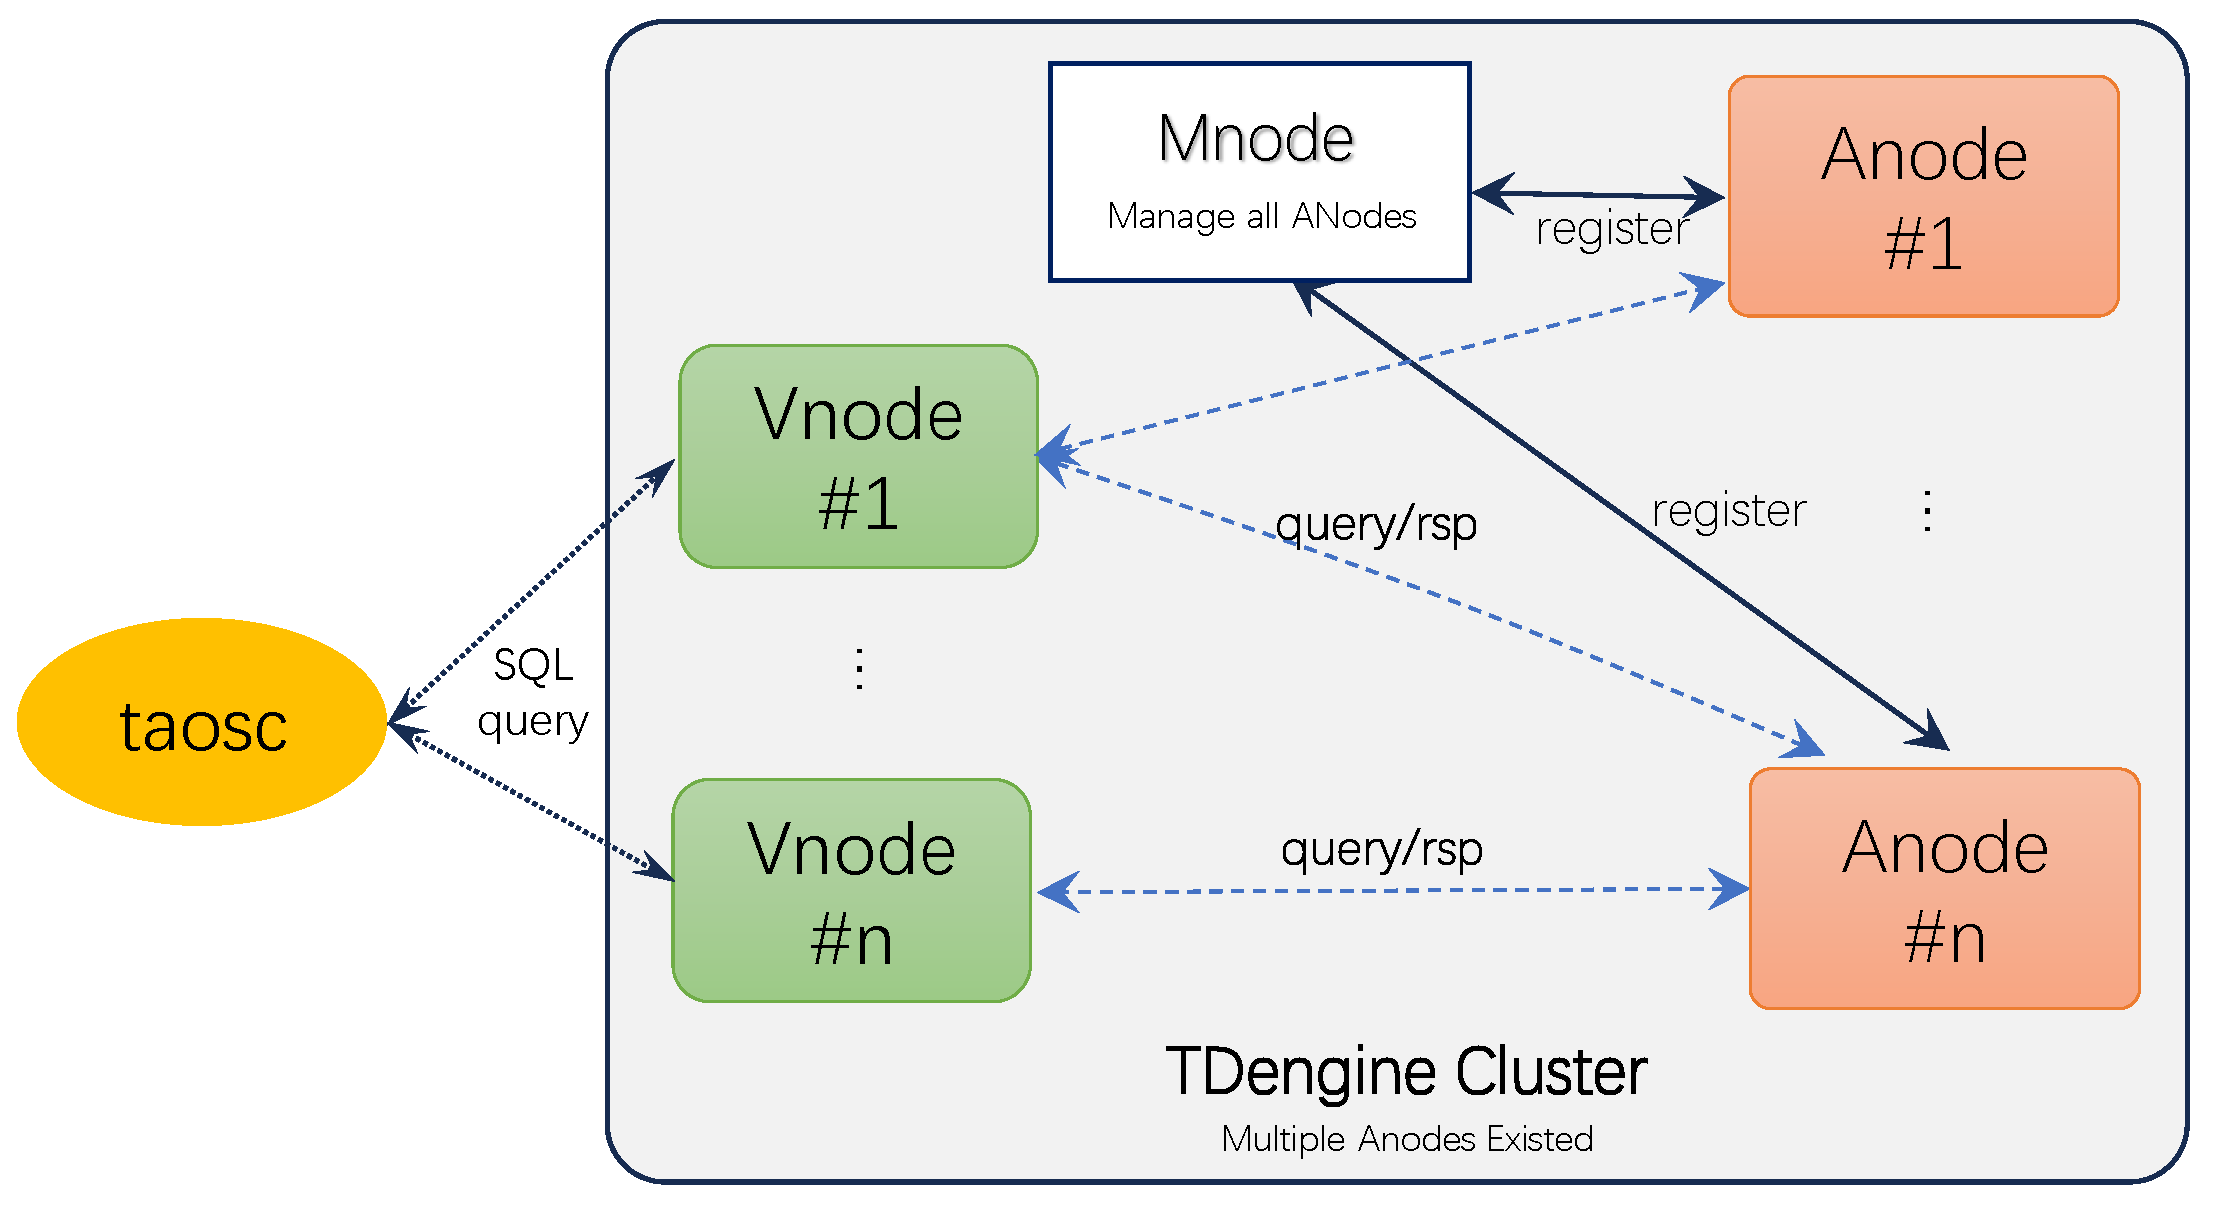 Mnode
Manage all ANodes
Anode
#1
register
Vnode
#1
query/rsp
register
⋮
⋮
SQL
query
taosc
Vnode
#n
query/rsp
Anode
#n
TDengine Cluster
Multiple Anodes Existed